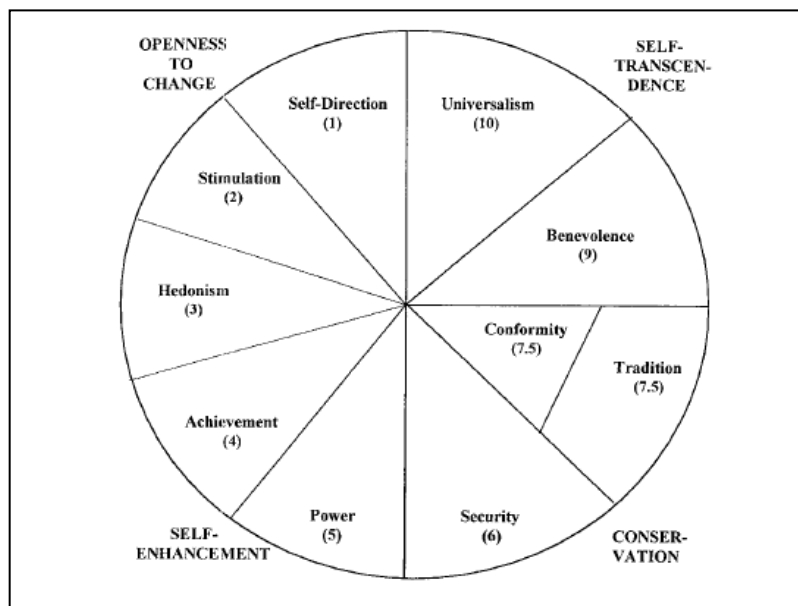 OPENNESS
TO
CHANGE
SELF-
TRANSCEN-
DENCE
Self-Direction
(1)
Universalism
(10)
Stimulation
(2)
Benevolence
(9)
Hedonism
(3)
Conformity
(7.5)
Tradition
(7.5)
Achievement
(4)
Power
(5)
Security
(6)
SELF-
ENHANCEMENT
CONSER-
VATION